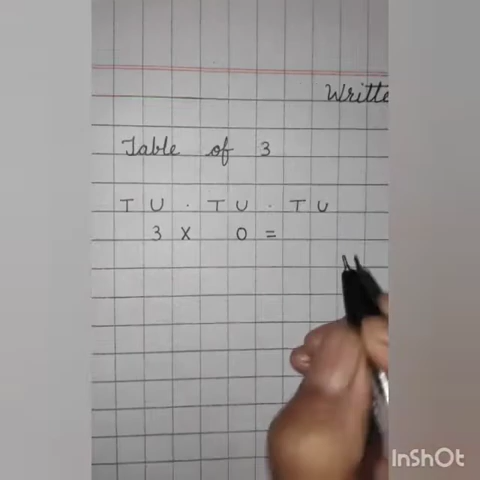 Writte
Table of 3
T U . T U . T U
3 X 0 =
InShOt